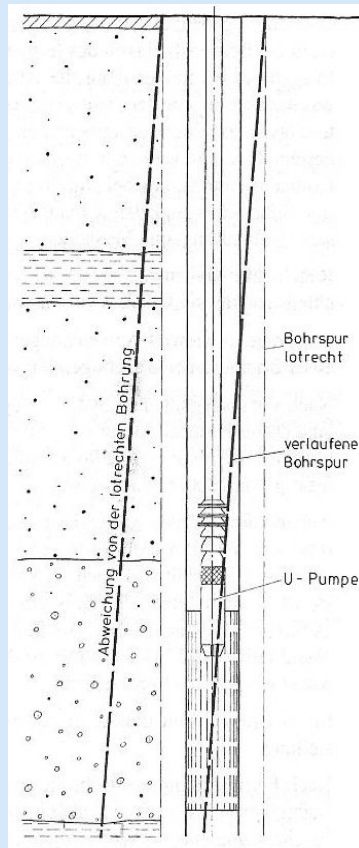 Bohrspur
lotrecht
verlaufene
Bohrspur
Abweichung von der lotrechten Bohrung
U-Pumpe